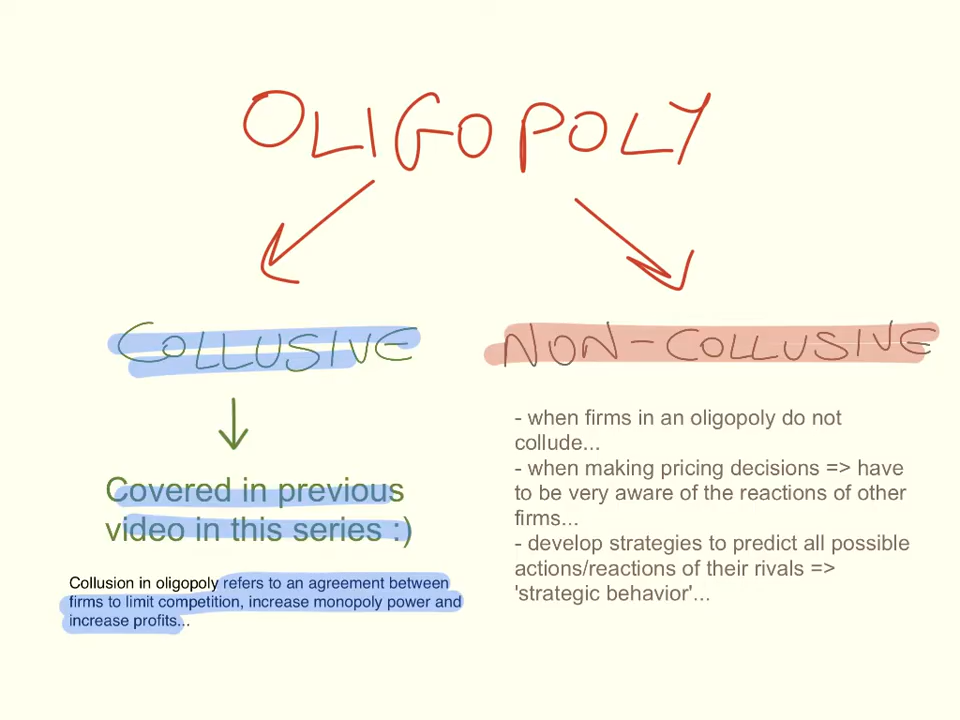 OLIGOPOLY
COLLUSIVE
Covered in previous
video in this series :)
Collusion in oligopoly refers to an agreement between
firms to limit competition, increase monopoly power and
increase profits...
NON-COLLUSIVE
- when firms in an oligopoly do not
collude...
- when making pricing decisions => have
to be very aware of the reactions of other
firms...
- develop strategies to predict all possible
actions/reactions of their rivals =>
'strategic behavior'...